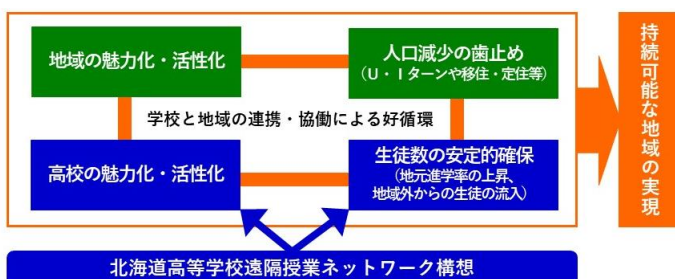 地域の魅力化・活性化
人口減少の歯止め
（U・Iターンや移住・定住等）
学校と地域の連携・協働による好循環
高校の魅力化・活性化
生徒数の安定的確保
（地元進学率の上昇、
地域外からの生徒の流入）
持続可能な地域の実現
北海道高等学校遠隔授業ネットワーク構想